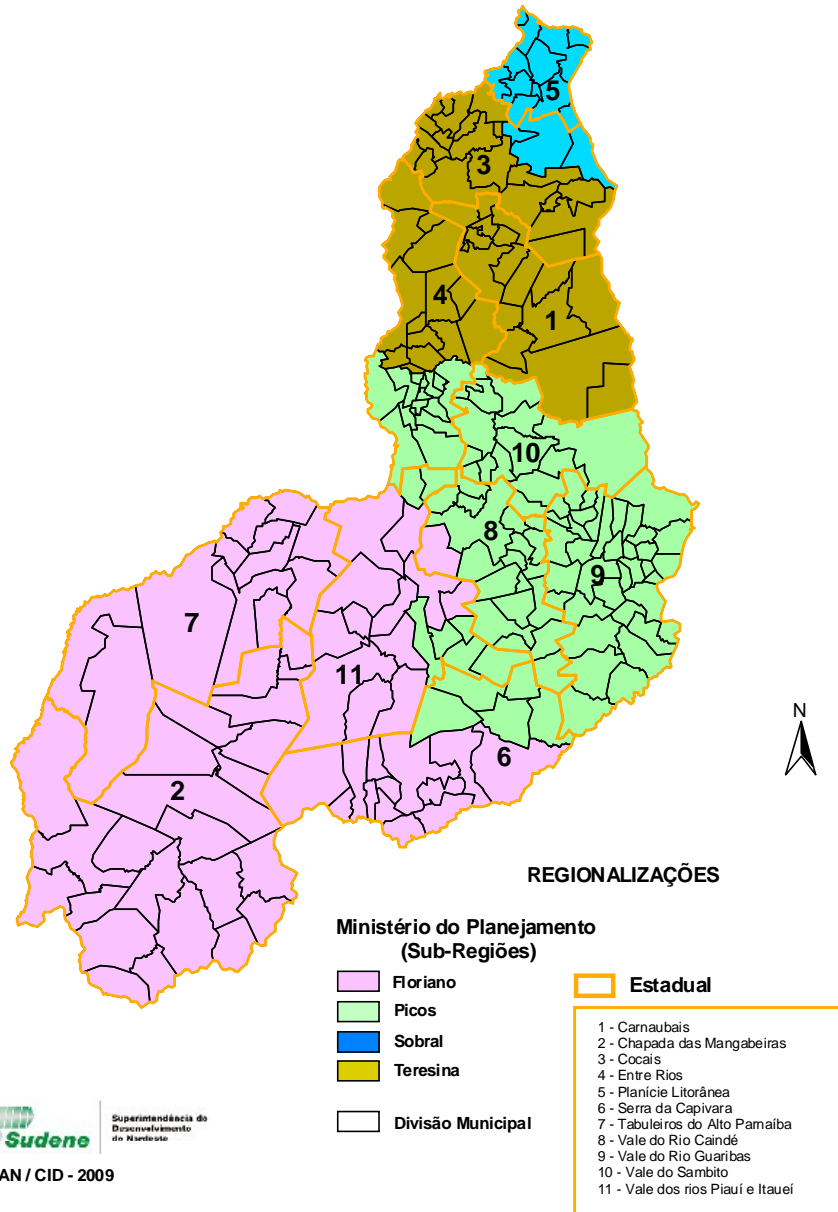 5
3
4
1
10
8
9
7
11
6
2
N
REGIONALIZAÇÕES
Ministério do Planejamento
(Sub-Regiões)
Floriano
Picos
Sobral
Teresina
Divisão Municipal
Estadual
1 - Carnaubais
2 - Chapada das Mangabeiras
3 - Cocais
4 - Entre Rios
5 - Planície Litorânea
6 - Serra da Capivara
7 - Tabuleiros do Alto Parnaíba
8 - Vale do Rio Caindé
9 - Vale do Rio Guaribas
10 - Vale do Sambito
11 - Vale dos rios Piauí e Itaueí
Sudene
Superintendência do
Desenvolvimento
do Nordeste
AN / CID - 2009